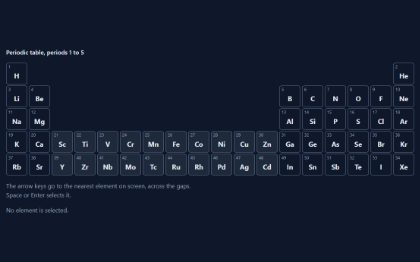 Periodic table, periods 1 to 5
1 2
H He
3 4 5 6 7 8 9 10
Li Be B C N O F Ne
11 12 13 14 15 16 17 18
Na Mg Al Si P S Cl Ar
19 20 21 22 23 24 25 26 27 28 29 30 31 32 33 34 35 36
K Ca Sc Ti V Cr Mn Fe Co Ni Cu Zn Ga Ge As Se Br Kr
37 38 39 40 41 42 43 44 45 46 47 48 49 50 51 52 53 54
Rb Sr Y Zr Nb Mo Tc Ru Rh Pd Ag Cd In Sn Sb Te I Xe
The arrow keys go to the nearest element on screen, across the gaps.
Space or Enter selects it.
No element is selected.